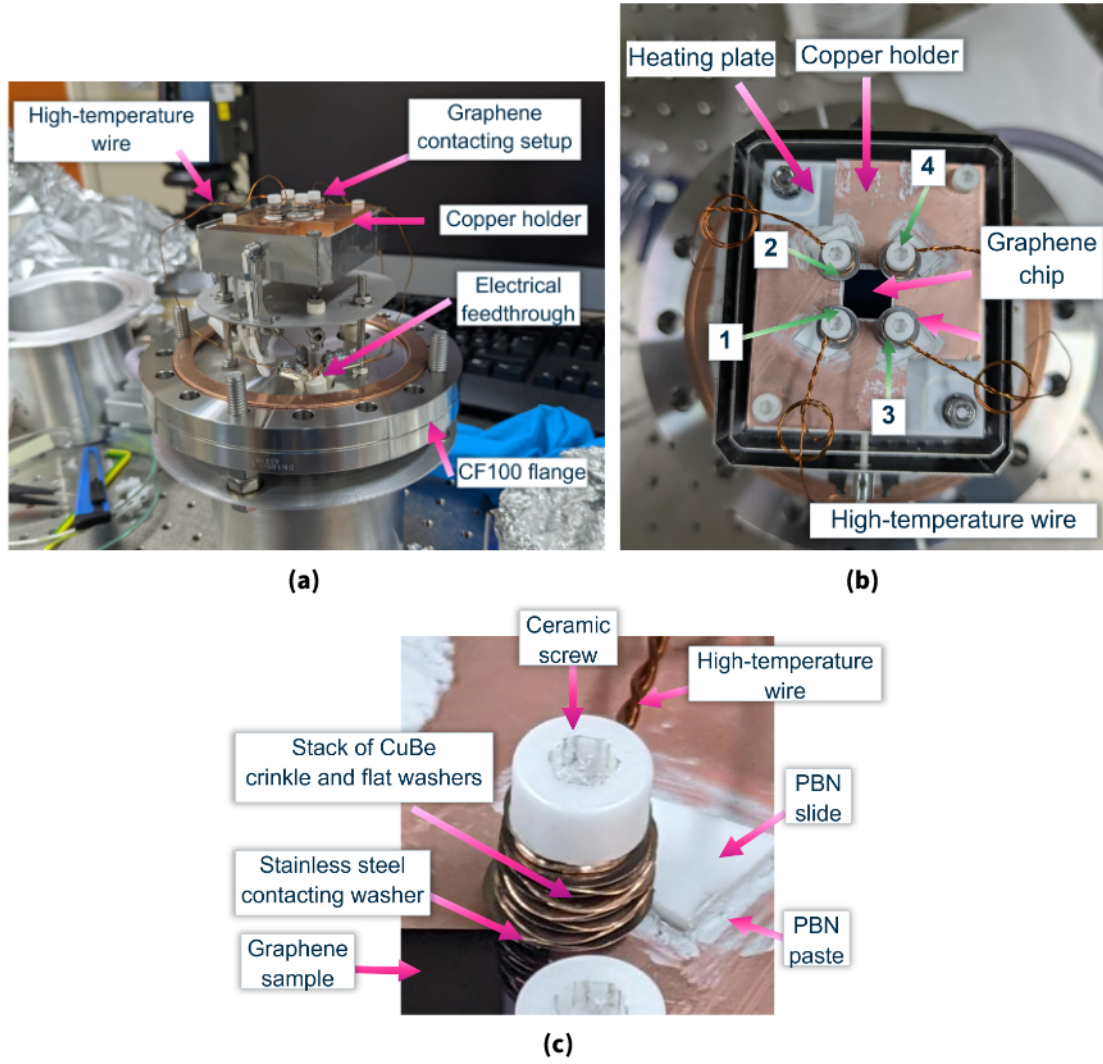 High-temperature
wire
Graphene
contacting setup
Copper holder
Electrical
feedthrough
CF100 flange
(a)
Heating plate
Copper holder
4
2
Graphene
chip
1
3
High-temperature wire
(b)
Ceramic
screw
High-temperature
wire
Stack of CuBe
crinkle and flat washers
PBN
slide
Stainless steel
contacting washer
Graphene
sample
PBN
paste
(c)